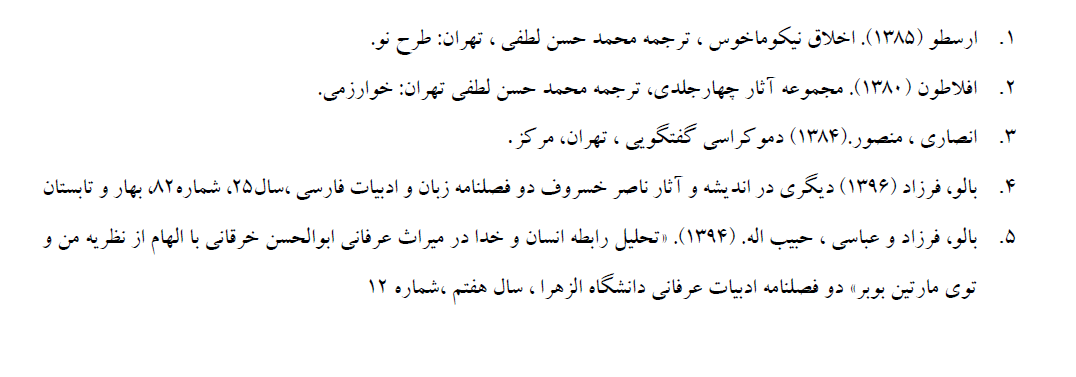 ۱. ارسطو (۱۳۸۵). اخلاق نیکوماخوس ، ترجمه محمد حسن لطفی ، تهران: طرح نو.
۲. افلاطون (۱۳۸۰). مجموعه آثار چهارجلدی، ترجمه محمد حسن لطفی تهران: خوارزمی.
۳. انصاری ، منصور.(۱۳۸۴) دموکراسی گفتگویی ، تهران، مرکز.
۴. بالو، فرزاد (۱۳۹۶) دیگری در اندیشه و آثار ناصر خسروف دو فصلنامه زبان و ادبیات فارسی ،سال۲۵، شماره۸۲، بهار و تابستان
۵. بالو، فرزاد و عباسی ، حبیب اله. (۱۳۹۴). «تحلیل رابطه انسان و خدا در میراث عرفانی ابوالحسن خرقانی با الهام از نظریه من و
توی مارتین بوبر» دو فصلنامه ادبیات عرفانی دانشگاه الزهرا ، سال هفتم ،شماره ۱۲